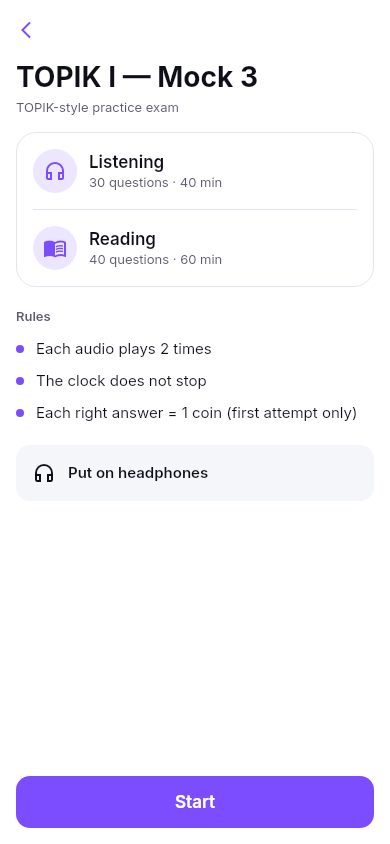 TOPIK I — Mock 3
TOPIK-style practice exam
Listening
30 questions · 40 min
Reading
40 questions · 60 min
Rules
Each audio plays 2 times
The clock does not stop
Each right answer = 1 coin (first attempt only)
Put on headphones
Start